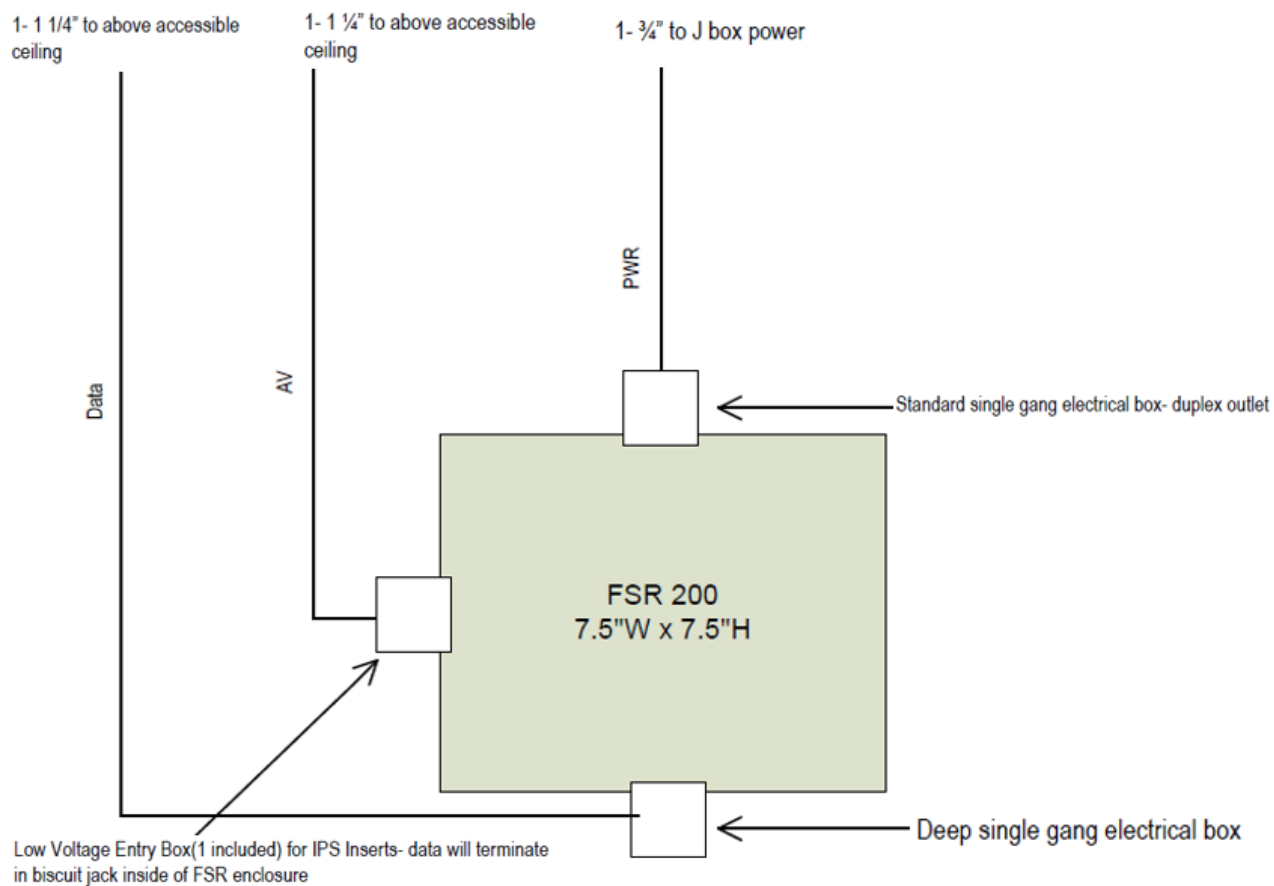 1- 1 1/4” to above accessible
ceiling
1- 1 ¼” to above accessible
ceiling
1- ¾” to J box power
PWR
AV
Data
Standard single gang electrical box- duplex outlet
FSR 200
7.5"W x 7.5"H
Deep single gang electrical box
Low Voltage Entry Box(1 included) for IPS Inserts- data will terminate
in biscuit jack inside of FSR enclosure